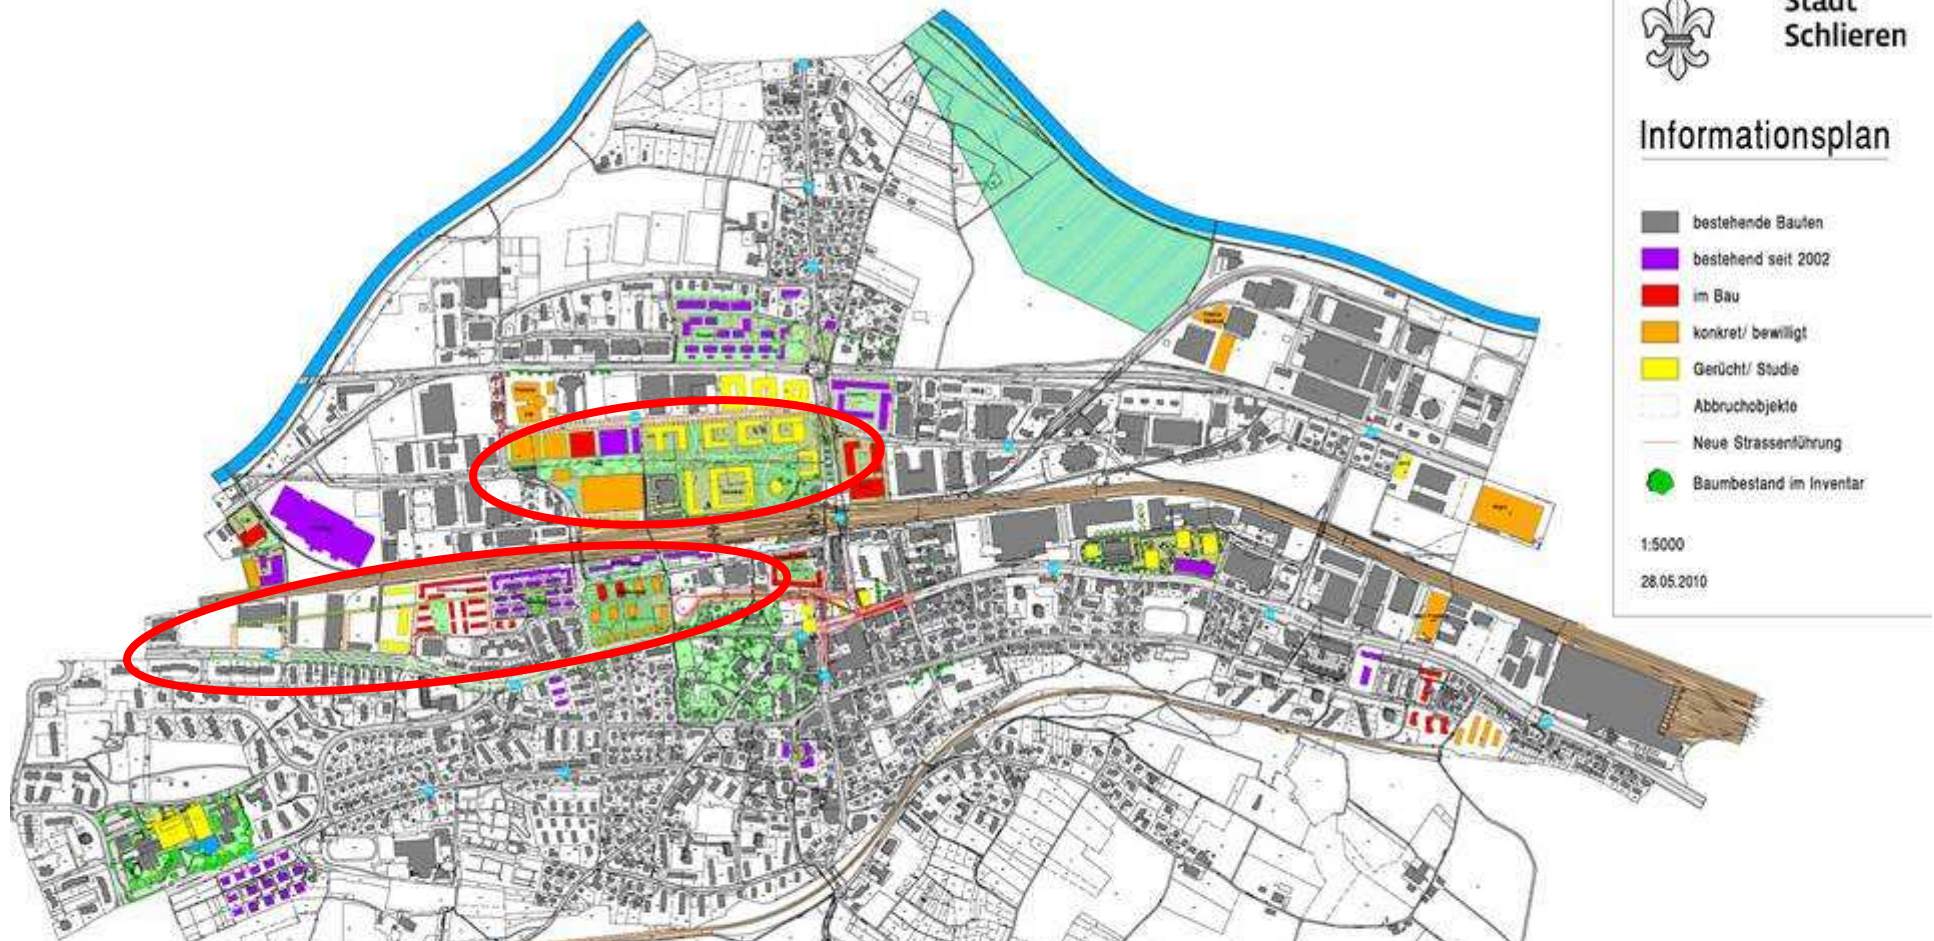 Stadt
Schlieren
Informationsplan
bestehende Bauten
bestehend seit 2002
im Bau
konkret/ bewilligt
Gerücht/ Studie
Abbruchobjekte
Neue Strassenführung
Baumbestand im Inventar
1:5000
28.05.2010